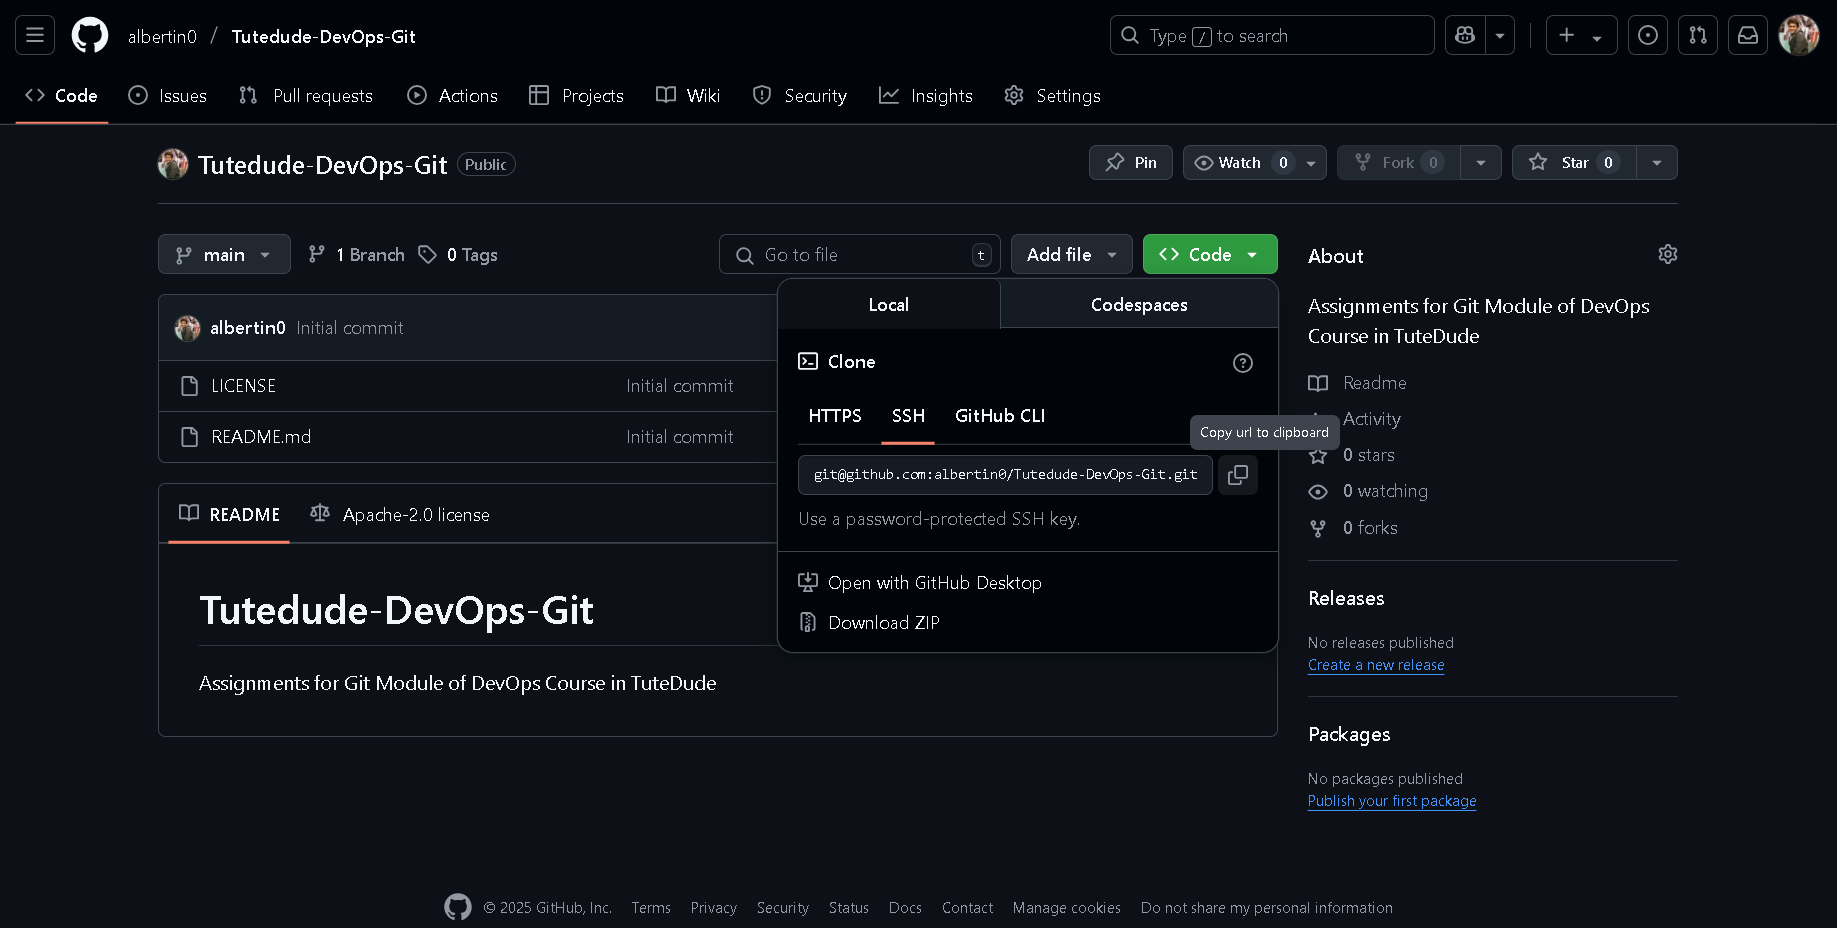 albertin0 / Tutedude-DevOps-Git
Type / to search
Code Issues Pull requests Actions Projects Wiki Security Insights Settings
Tutedude-DevOps-Git Public
Pin Watch 0 Fork 0 Star 0
main 1 Branch 0 Tags
Go to file t Add file Code
albertin0 Initial commit
LICENSE Initial commit
README.md Initial commit
README Apache-2.0 license
Tutedude-DevOps-Git
Assignments for Git Module of DevOps Course in TuteDude
Local Codespaces
Clone
HTTPS SSH GitHub CLI
Copy url to clipboard
git@github.com:albertin0/Tutedude-DevOps-Git.git
Use a password-protected SSH key.
Open with GitHub Desktop
Download ZIP
About
Assignments for Git Module of DevOps
Course in TuteDude
Readme
Activity
0 stars
0 watching
0 forks
Releases
No releases published
Create a new release
Packages
No packages published
Publish your first package
© 2025 GitHub, Inc. Terms Privacy Security Status Docs Contact Manage cookies Do not share my personal information